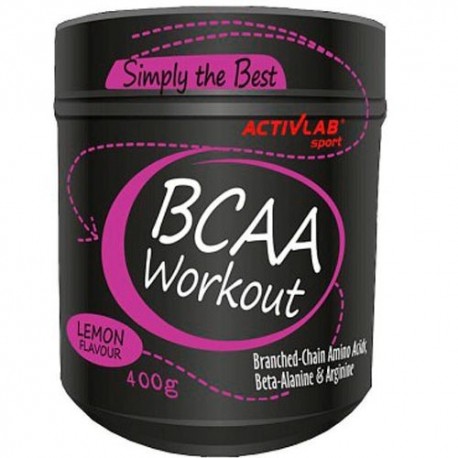 Simply the Best
ACTIVLAB®
sport
BCAA
Workout
LEMON
FLAVOUR
400g
Branched-Chain Amino Acids,
Beta-Alanine & Arginine